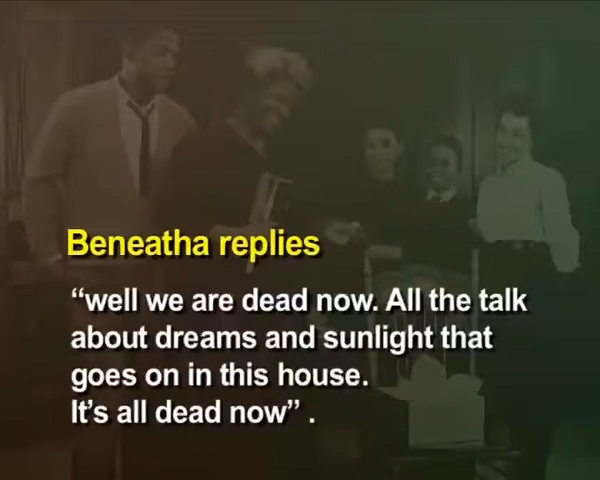 Beneatha replies
“well we are dead now. All the talk
about dreams and sunlight that
goes on in this house.
It’s all dead now” .